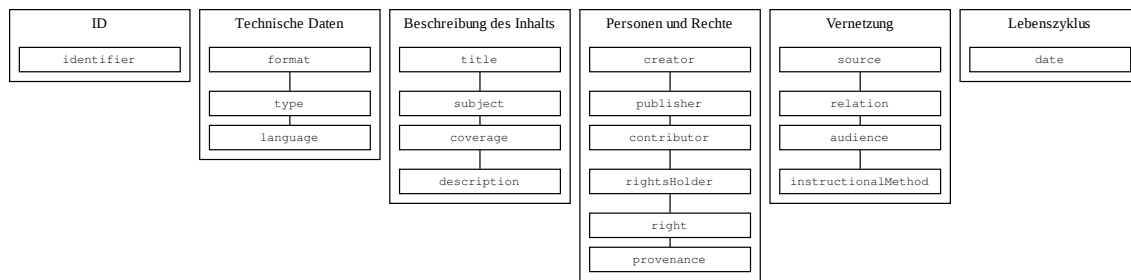 ID
identifier
Technische Daten
format
type
language
Beschreibung des Inhalts
title
subject
coverage
description
Personen und Rechte
creator
publisher
contributor
rightsHolder
right
provenance
Vernetzung
source
relation
audience
instructionalMethod
Lebenszyklus
date